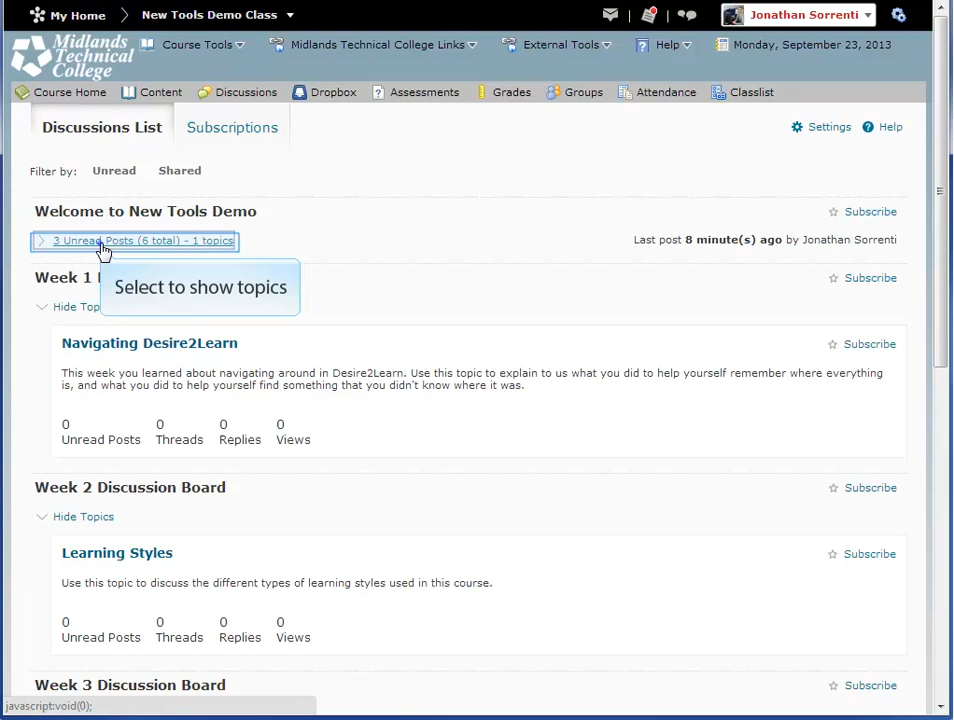 My Home
New Tools Demo Class
Jonathan Sorrenti
Midlands
Technical
College
Course Tools
Midlands Technical College Links
External Tools
Help
Monday, September 23, 2013
Course Home
Content
Discussions
Dropbox
Assessments
Grades
Groups
Attendance
Classlist
Discussions List
Subscriptions
Settings
Help
Filter by:
Unread
Shared
Welcome to New Tools Demo
Subscribe
3 Unread Posts (6 total) - 1 topics
Last post 8 minute(s) ago by Jonathan Sorrenti
Select to show topics
Week 1
Subscribe
Hide Top
Navigating Desire2Learn
Subscribe
This week you learned about navigating around in Desire2Learn. Use this topic to explain to us what you did to help yourself remember where everything
is, and what you did to help yourself find something that you didn't know where it was.
0 0 0 0
Unread Posts Threads Replies Views
Week 2 Discussion Board
Subscribe
Hide Topics
Learning Styles
Subscribe
Use this topic to discuss the different types of learning styles used in this course.
0 0 0 0
Unread Posts Threads Replies Views
Week 3 Discussion Board
Subscribe
javascript:void(0);